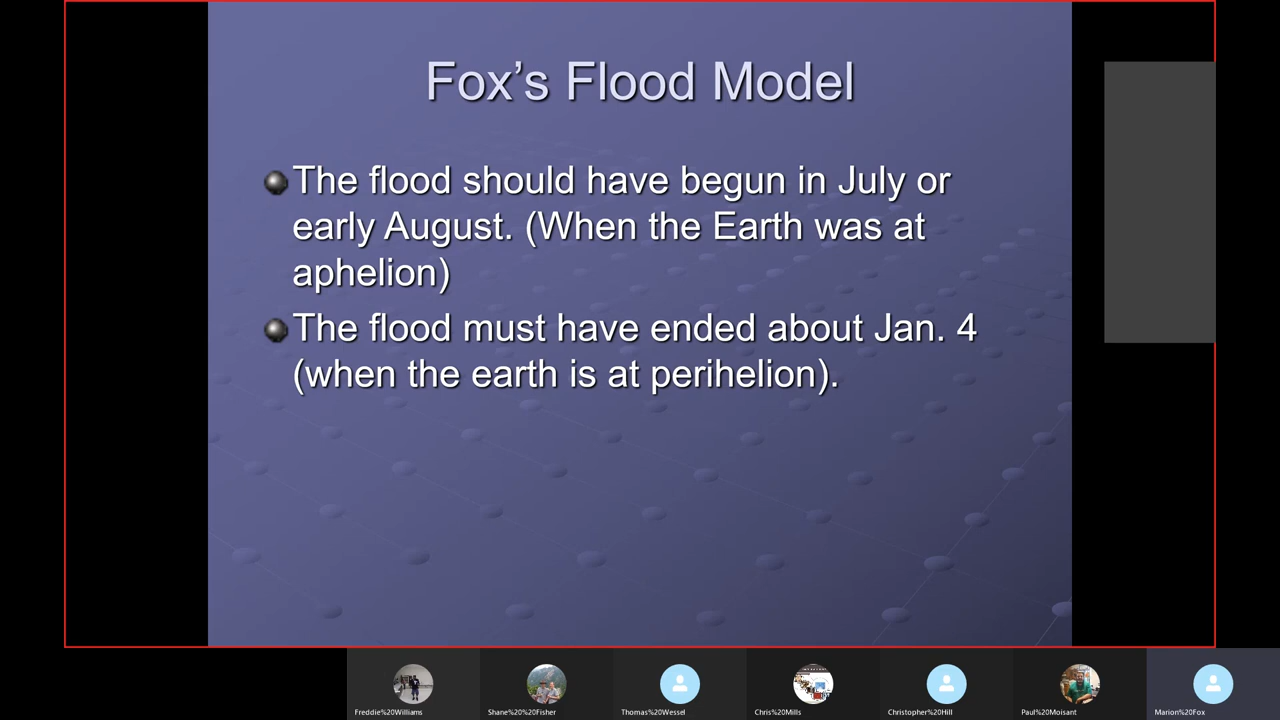 Fox's Flood Model
The flood should have begun in July or
early August. (When the Earth was at
aphelion)
The flood must have ended about Jan. 4
(when the earth is at perihelion).
Freddie%20Williams
Shane%20%20Fisher
Thomas%20Wessel
Chris%20Mills
Christopher%20Hill
Paul%20Moisant
Marion%20Fox